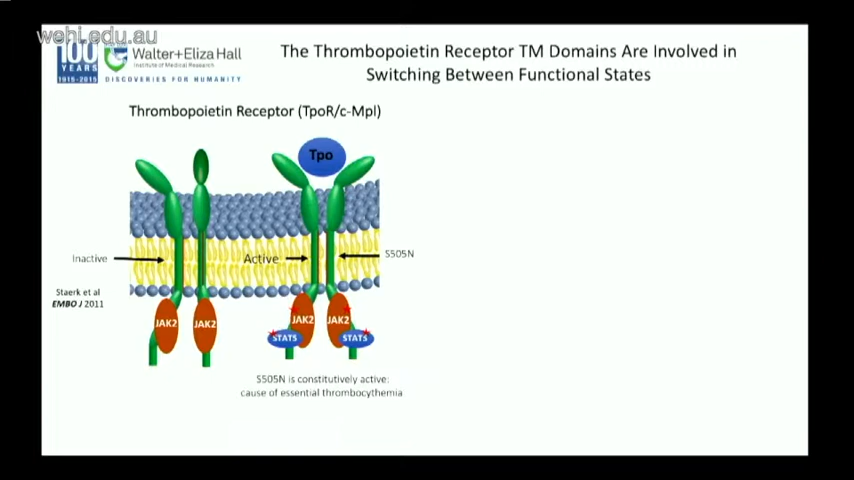 wehi.edu.au
100
YEARS
1915-2015
Walter+Eliza Hall
Institute of Medical Research
DISCOVERIES FOR HUMANITY
The Thrombopoietin Receptor TM Domains Are Involved in
Switching Between Functional States
Thrombopoietin Receptor (TpoR/c-Mpl)
Tpo
Inactive
Active
S505N
Staerk et al
EMBO J 2011
JAK2
JAK2
JAK2
JAK2
STAT5
STAT5
S505N is constitutively active:
cause of essential thrombocythemia